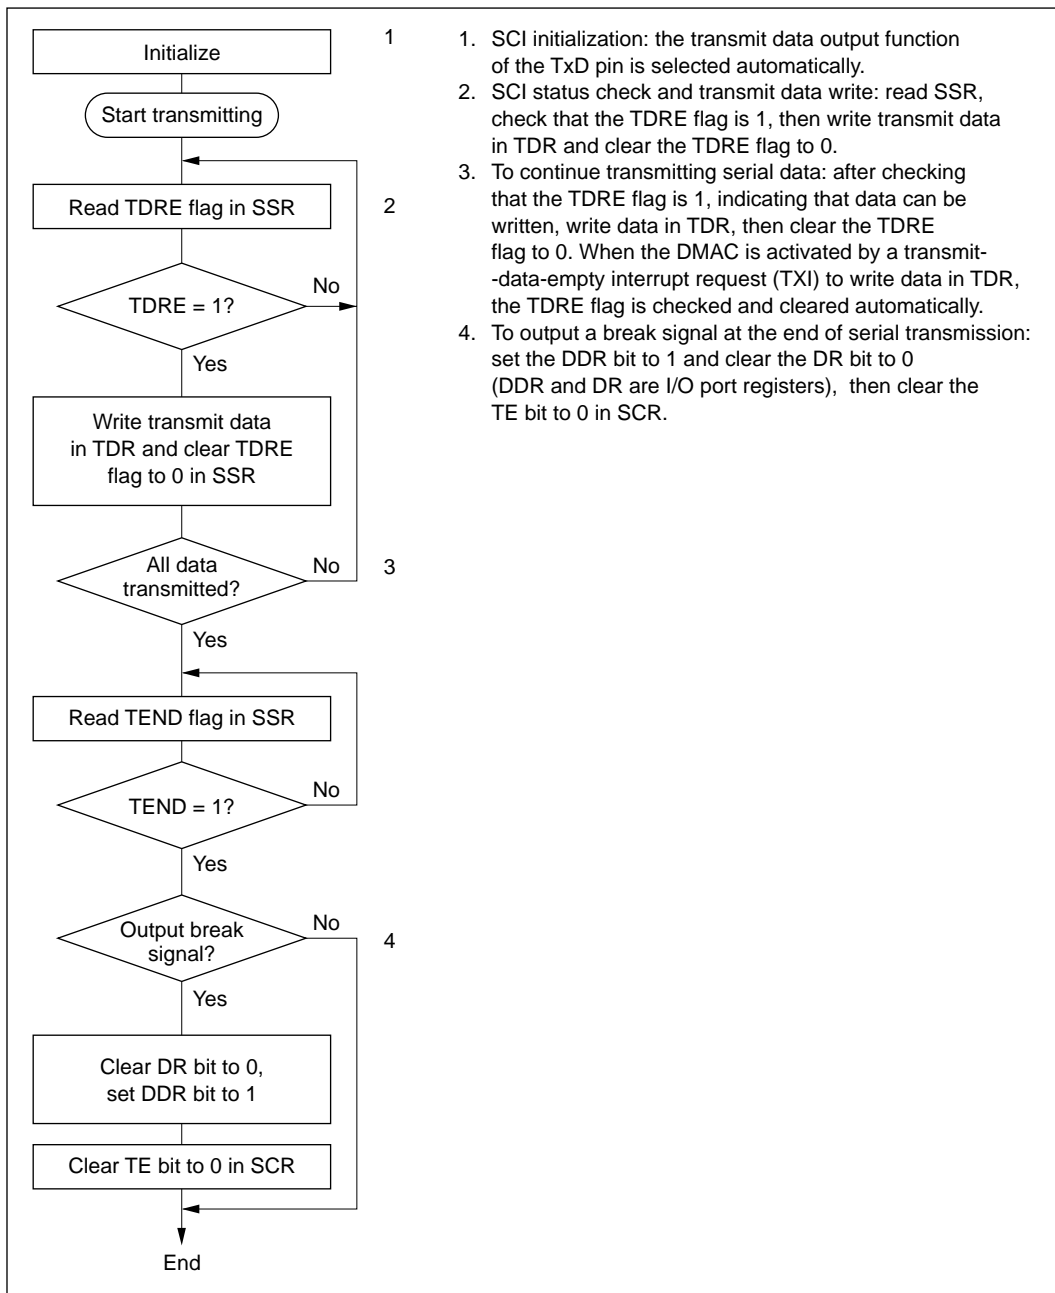 Initialize
1
Start transmitting
Read TDRE flag in SSR
2
TDRE = 1?
No
Yes
Write transmit data
in TDR and clear TDRE
flag to 0 in SSR
All data
transmitted?
No
3
Yes
Read TEND flag in SSR
TEND = 1?
No
Yes
Output break
signal?
No
4
Yes
Clear DR bit to 0,
set DDR bit to 1
Clear TE bit to 0 in SCR
End
1. SCI initialization: the transmit data output function
of the TxD pin is selected automatically.
2. SCI status check and transmit data write: read SSR,
check that the TDRE flag is 1, then write transmit data
in TDR and clear the TDRE flag to 0.
3. To continue transmitting serial data: after checking
that the TDRE flag is 1, indicating that data can be
written, write data in TDR, then clear the TDRE
flag to 0. When the DMAC is activated by a transmit-
-data-empty interrupt request (TXI) to write data in TDR,
the TDRE flag is checked and cleared automatically.
4. To output a break signal at the end of serial transmission:
set the DDR bit to 1 and clear the DR bit to 0
(DDR and DR are I/O port registers), then clear the
TE bit to 0 in SCR.